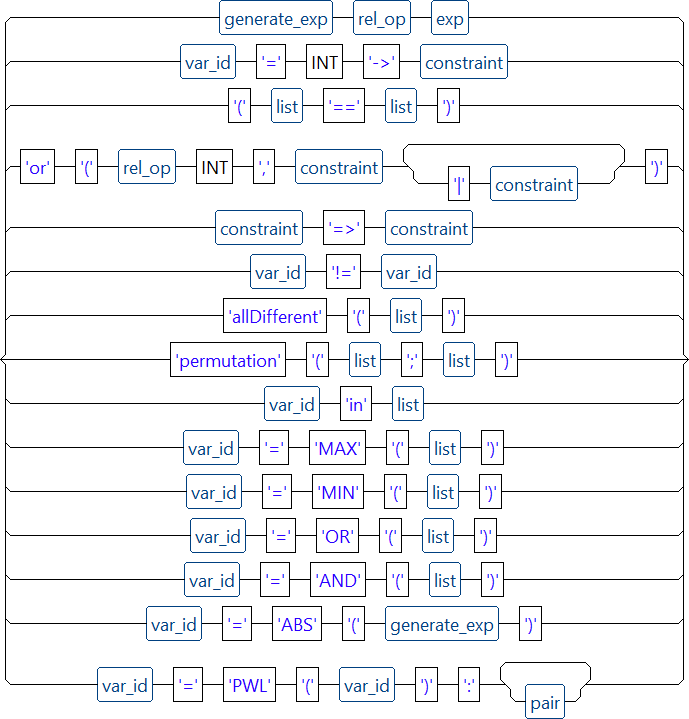 generate_exp rel_op exp
var_id '=' INT '->' constraint
'(' list '==' list ')'
'or' '(' rel_op INT ',' constraint '|' constraint ')'
constraint '=>' constraint
var_id '!=' var_id
'allDifferent' '(' list ')'
'permutation' '(' list ';' list ')'
var_id 'in' list
var_id '=' 'MAX' '(' list ')'
var_id '=' 'MIN' '(' list ')'
var_id '=' 'OR' '(' list ')'
var_id '=' 'AND' '(' list ')'
var_id '=' 'ABS' '(' generate_exp ')'
var_id '=' 'PWL' '(' var_id ')' ':' pair